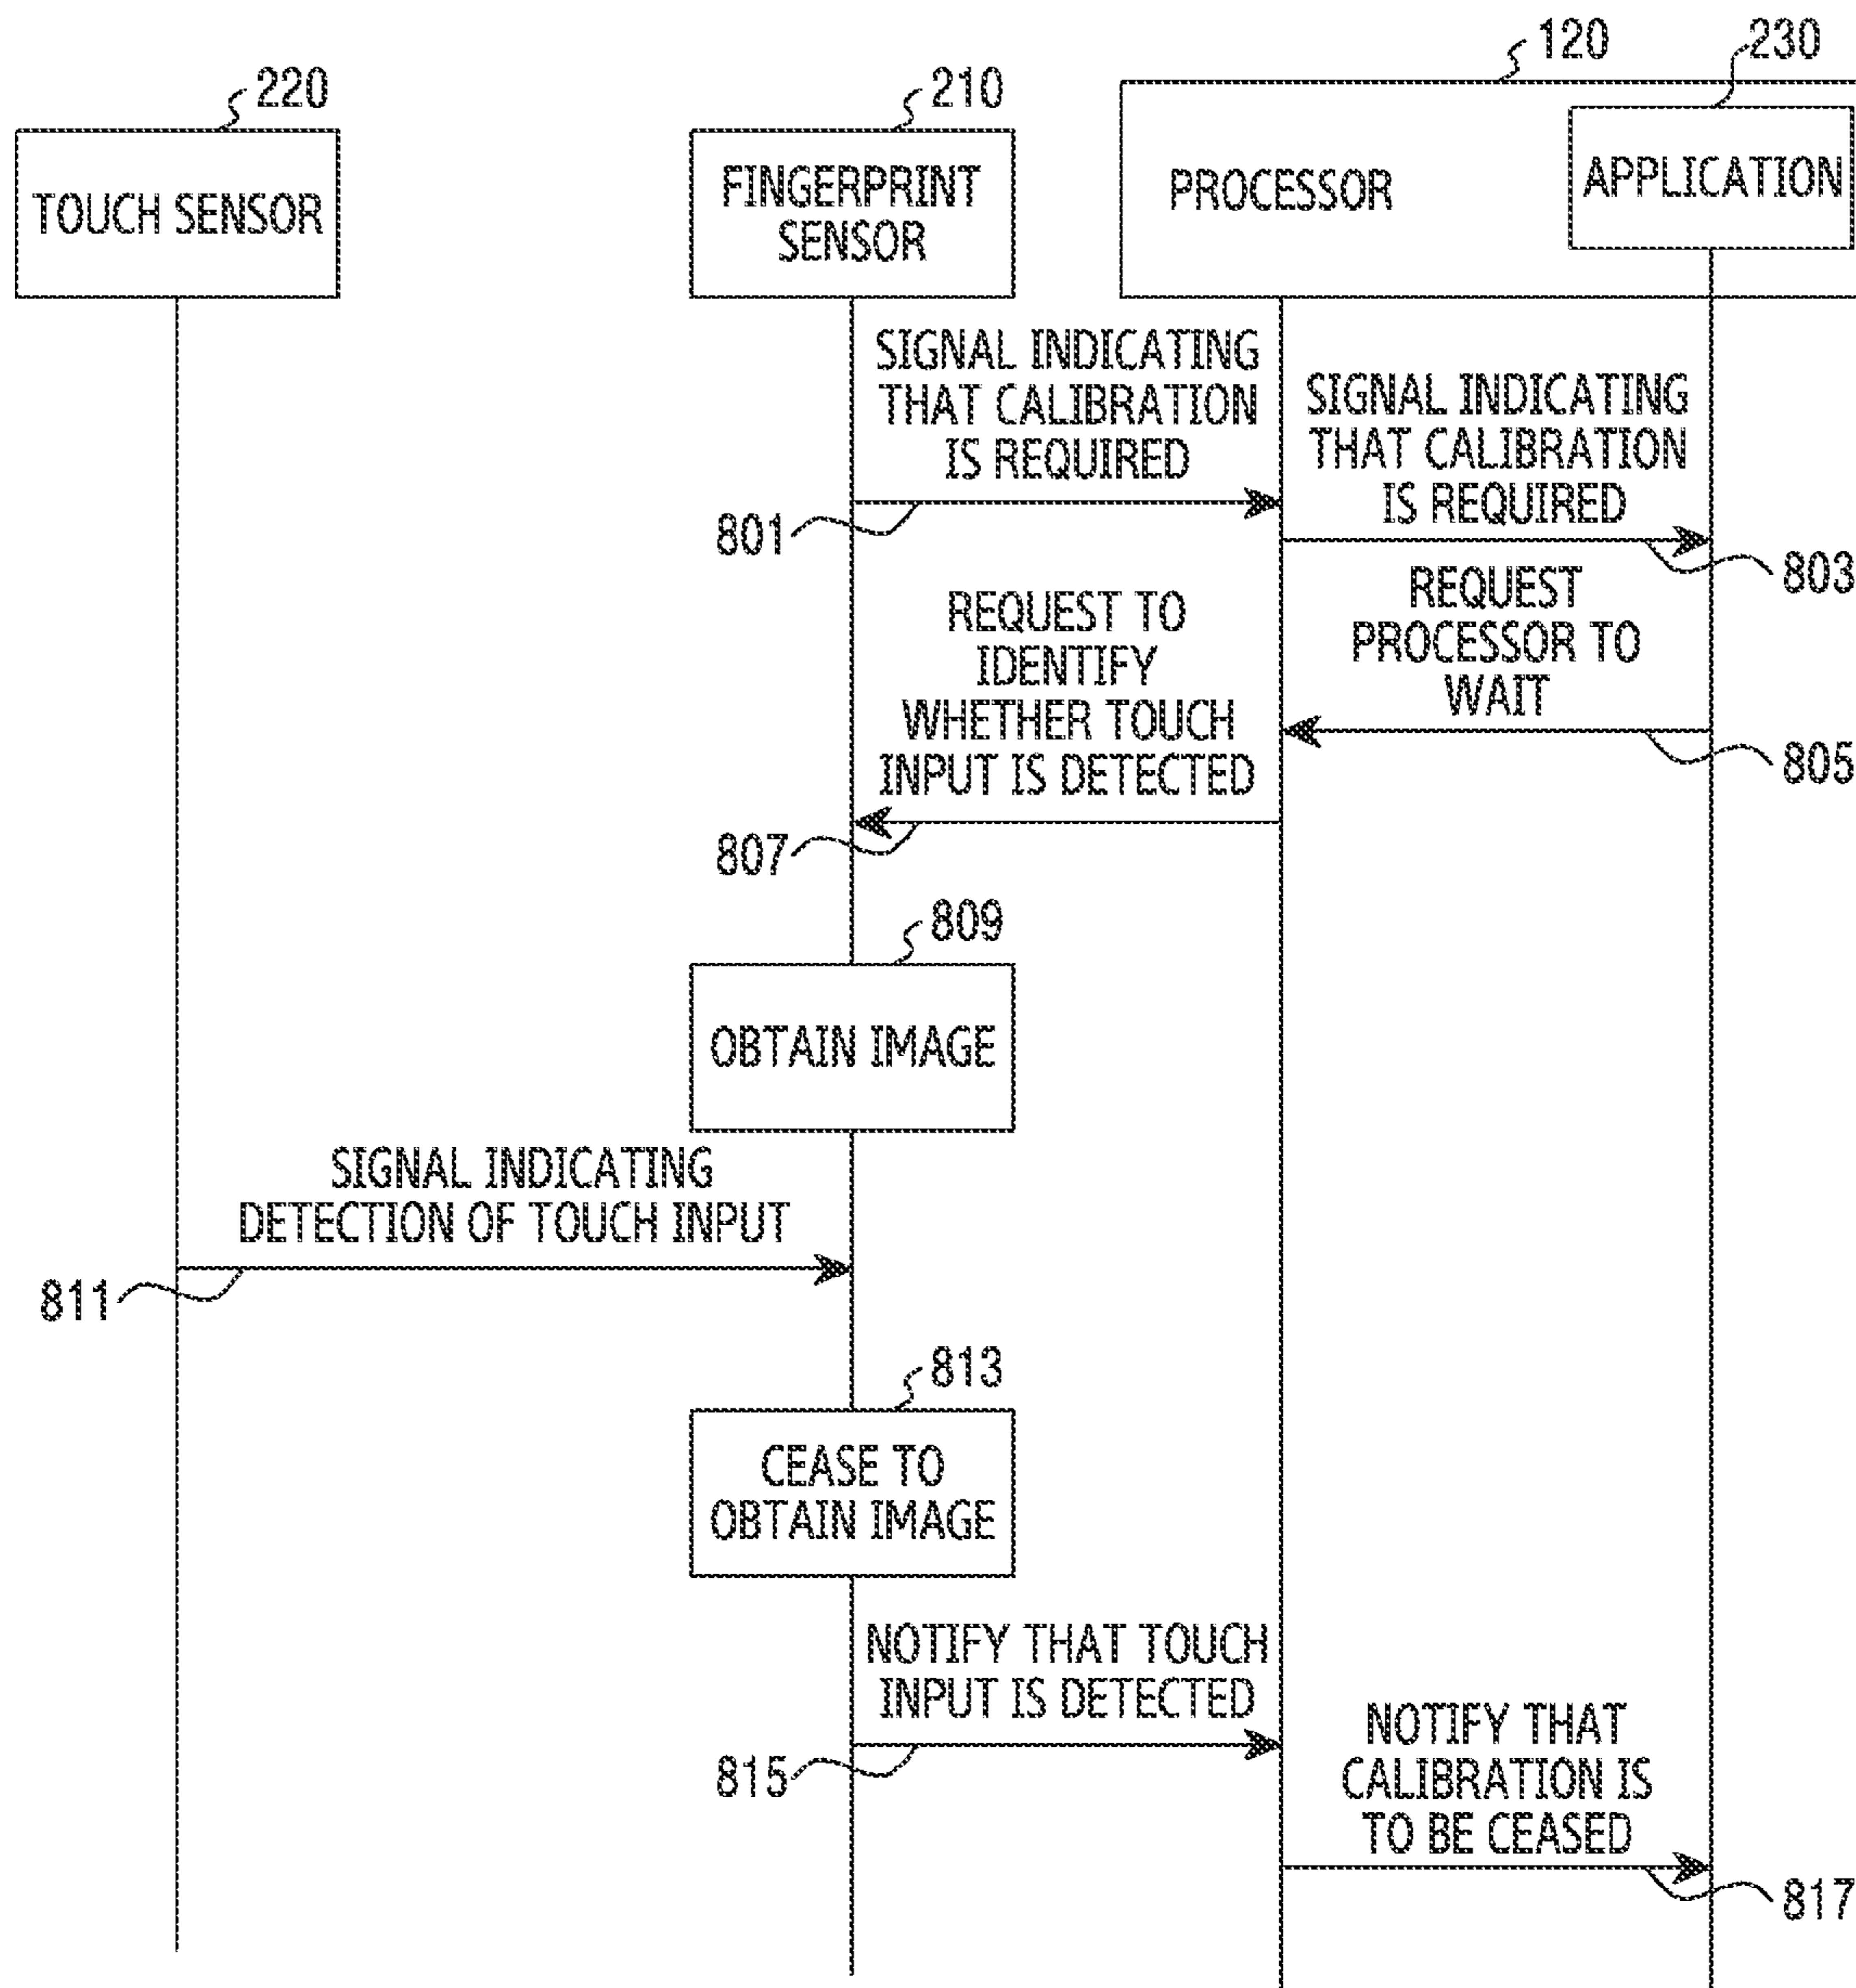 120
230
220
210
TOUCH SENSOR
FINGERPRINT
SENSOR
PROCESSOR
APPLICATION
SIGNAL INDICATING
THAT CALIBRATION
IS REQUIRED
801
SIGNAL INDICATING
THAT CALIBRATION
IS REQUIRED
803
REQUEST
PROCESSOR TO
WAIT
805
REQUEST TO
IDENTIFY
WHETHER TOUCH
INPUT IS DETECTED
807
809
OBTAIN IMAGE
SIGNAL INDICATING
DETECTION OF TOUCH INPUT
811
813
CEASE TO
OBTAIN IMAGE
NOTIFY THAT TOUCH
INPUT IS DETECTED
815
NOTIFY THAT
CALIBRATION IS
TO BE CEASED
817